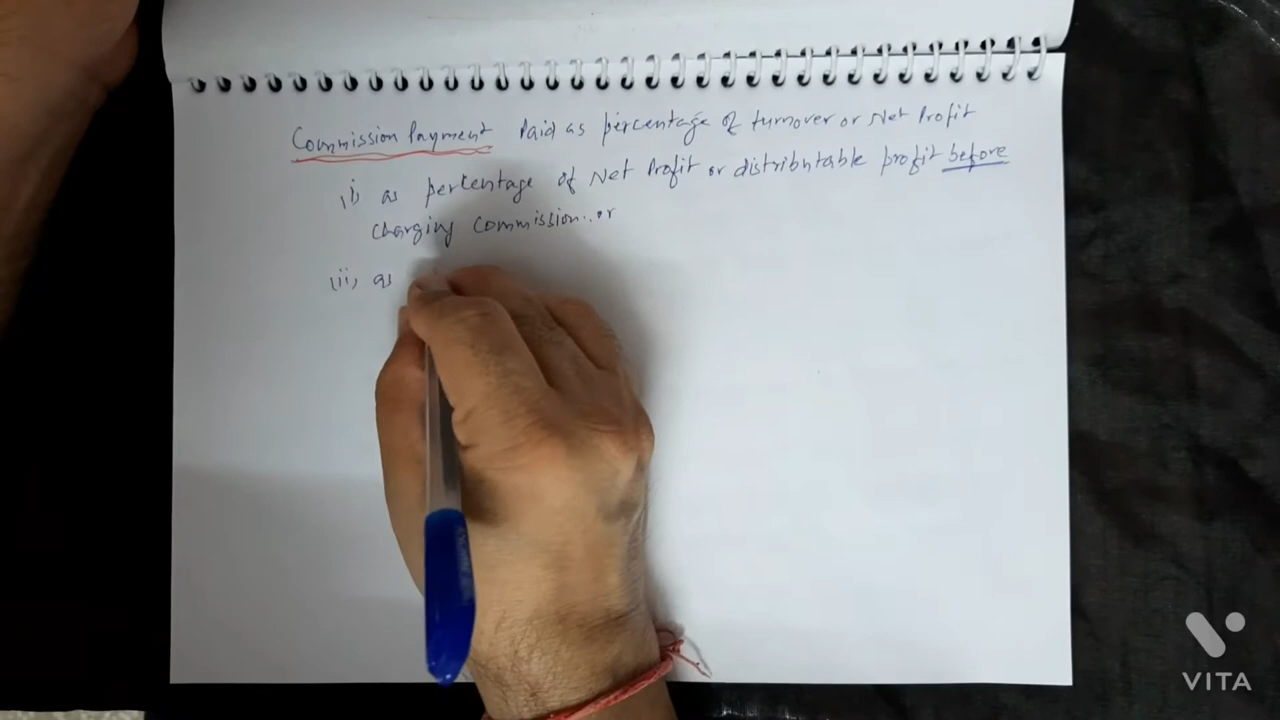 Commission Payment Paid as percentage of turnover or Net Profit
(i) as percentage of Net Profit or distributable profit before
charging Commission.. or
(ii) as
VITA